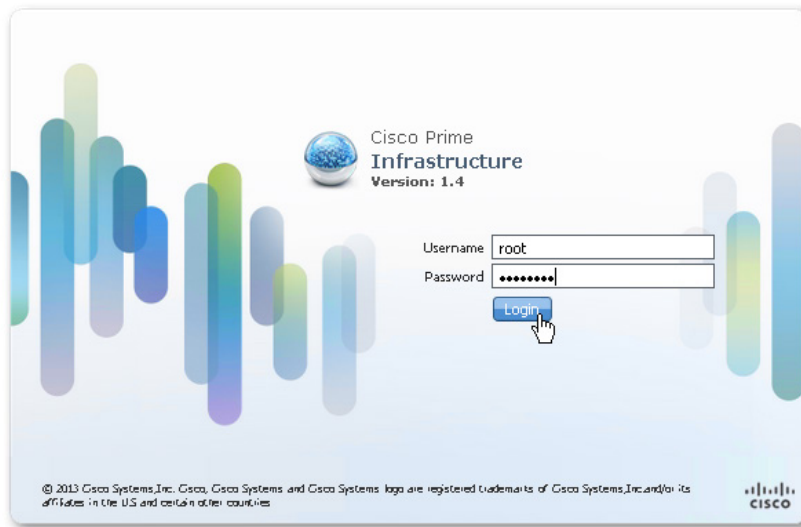 Cisco Prime
Infrastructure
Version: 1.4
Username root
Password ••••••••
Login
© 2013 Cisco Systems,Inc. Cisco, Cisco Systems and Cisco Systems logo are registered trademarks of Cisco Systems,Inc.and/or its
affiliates in the U.S and certain other countries
CISCO